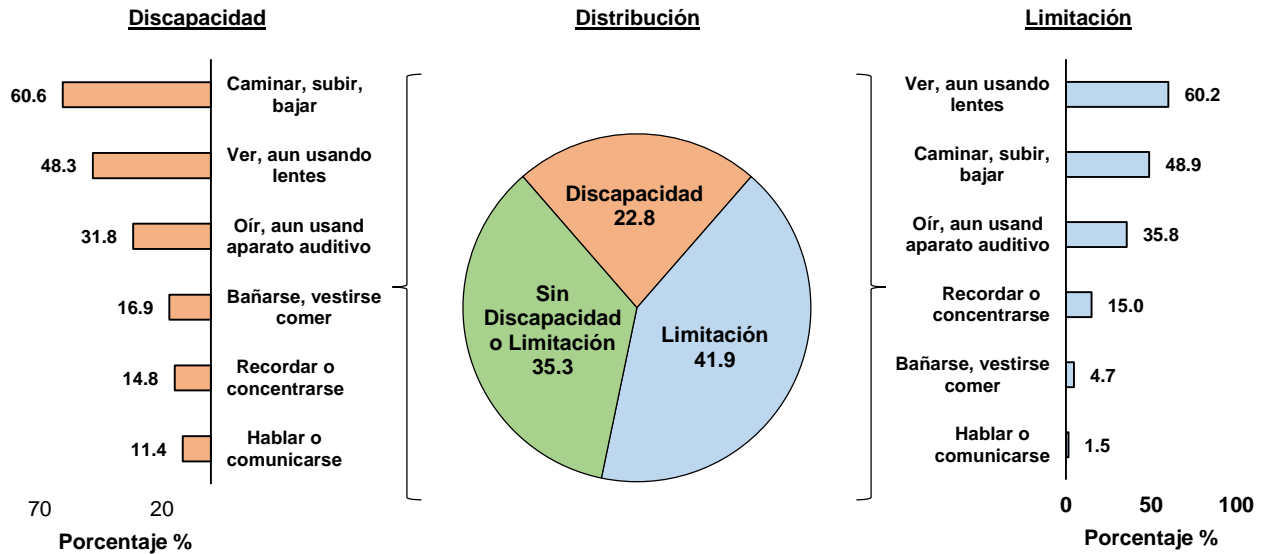 Discapacidad
60.6
Caminar, subir,
bajar
48.3
Ver, aun usando
lentes
31.8
Oír, aun usand
aparato auditivo
16.9
Bañarse, vestirse
comer
14.8
Recordar o
concentrarse
11.4
Hablar o
comunicarse
70
20
Porcentaje %
Distribución
Discapacidad
22.8
Sin
Discapacidad
o Limitación
35.3
Limitación
41.9
Limitación
Ver, aun usando
lentes
60.2
Caminar, subir,
bajar
48.9
Oír, aun usand
aparato auditivo
35.8
Recordar o
concentrarse
15.0
Bañarse, vestirse
comer
4.7
Hablar o
comunicarse
1.5
0
50
100
Porcentaje %